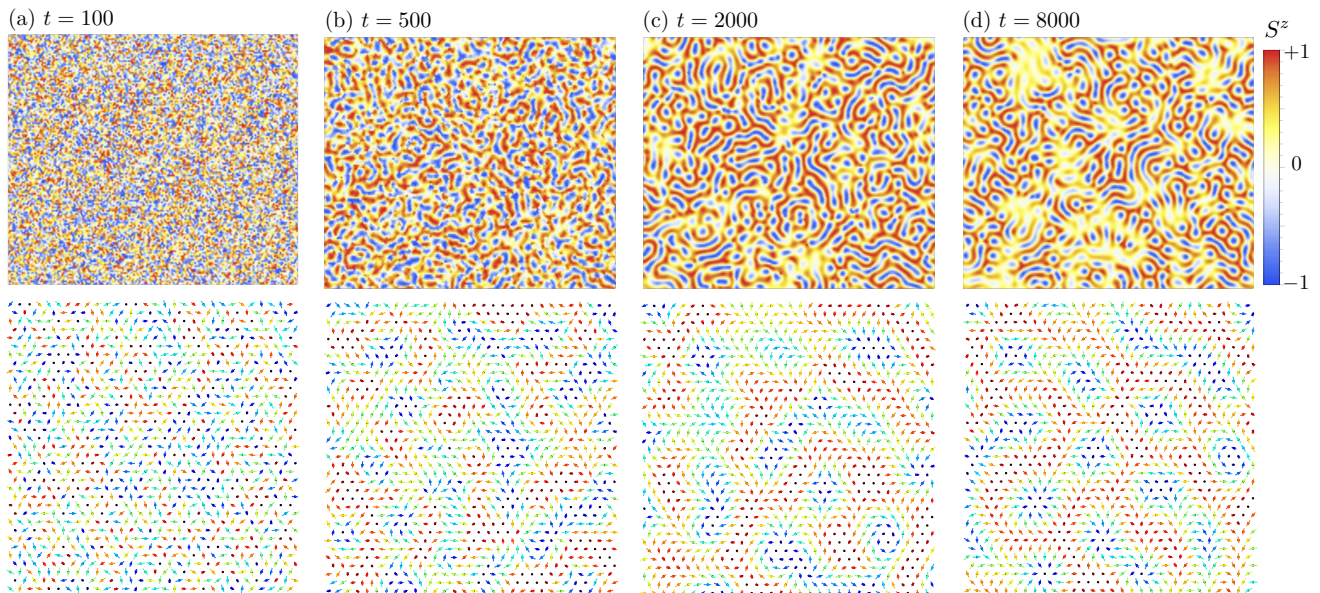 (a) t = 100
(b) t = 500
(c) t = 2000
(d) t = 8000
S^z
+1
0
−1